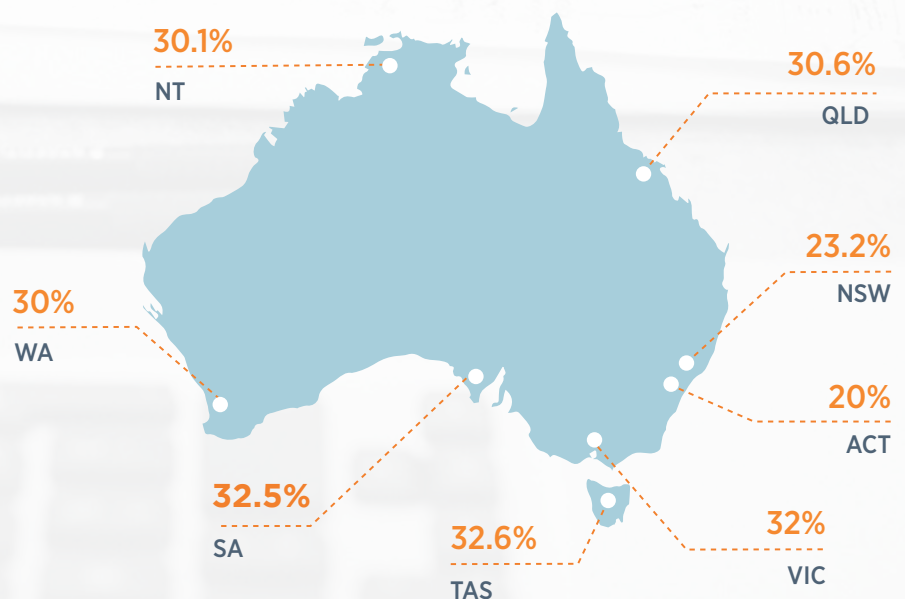 30.1%
NT
30.6%
QLD
23.2%
NSW
30%
WA
20%
ACT
32.5%
SA
32.6%
TAS
32%
VIC